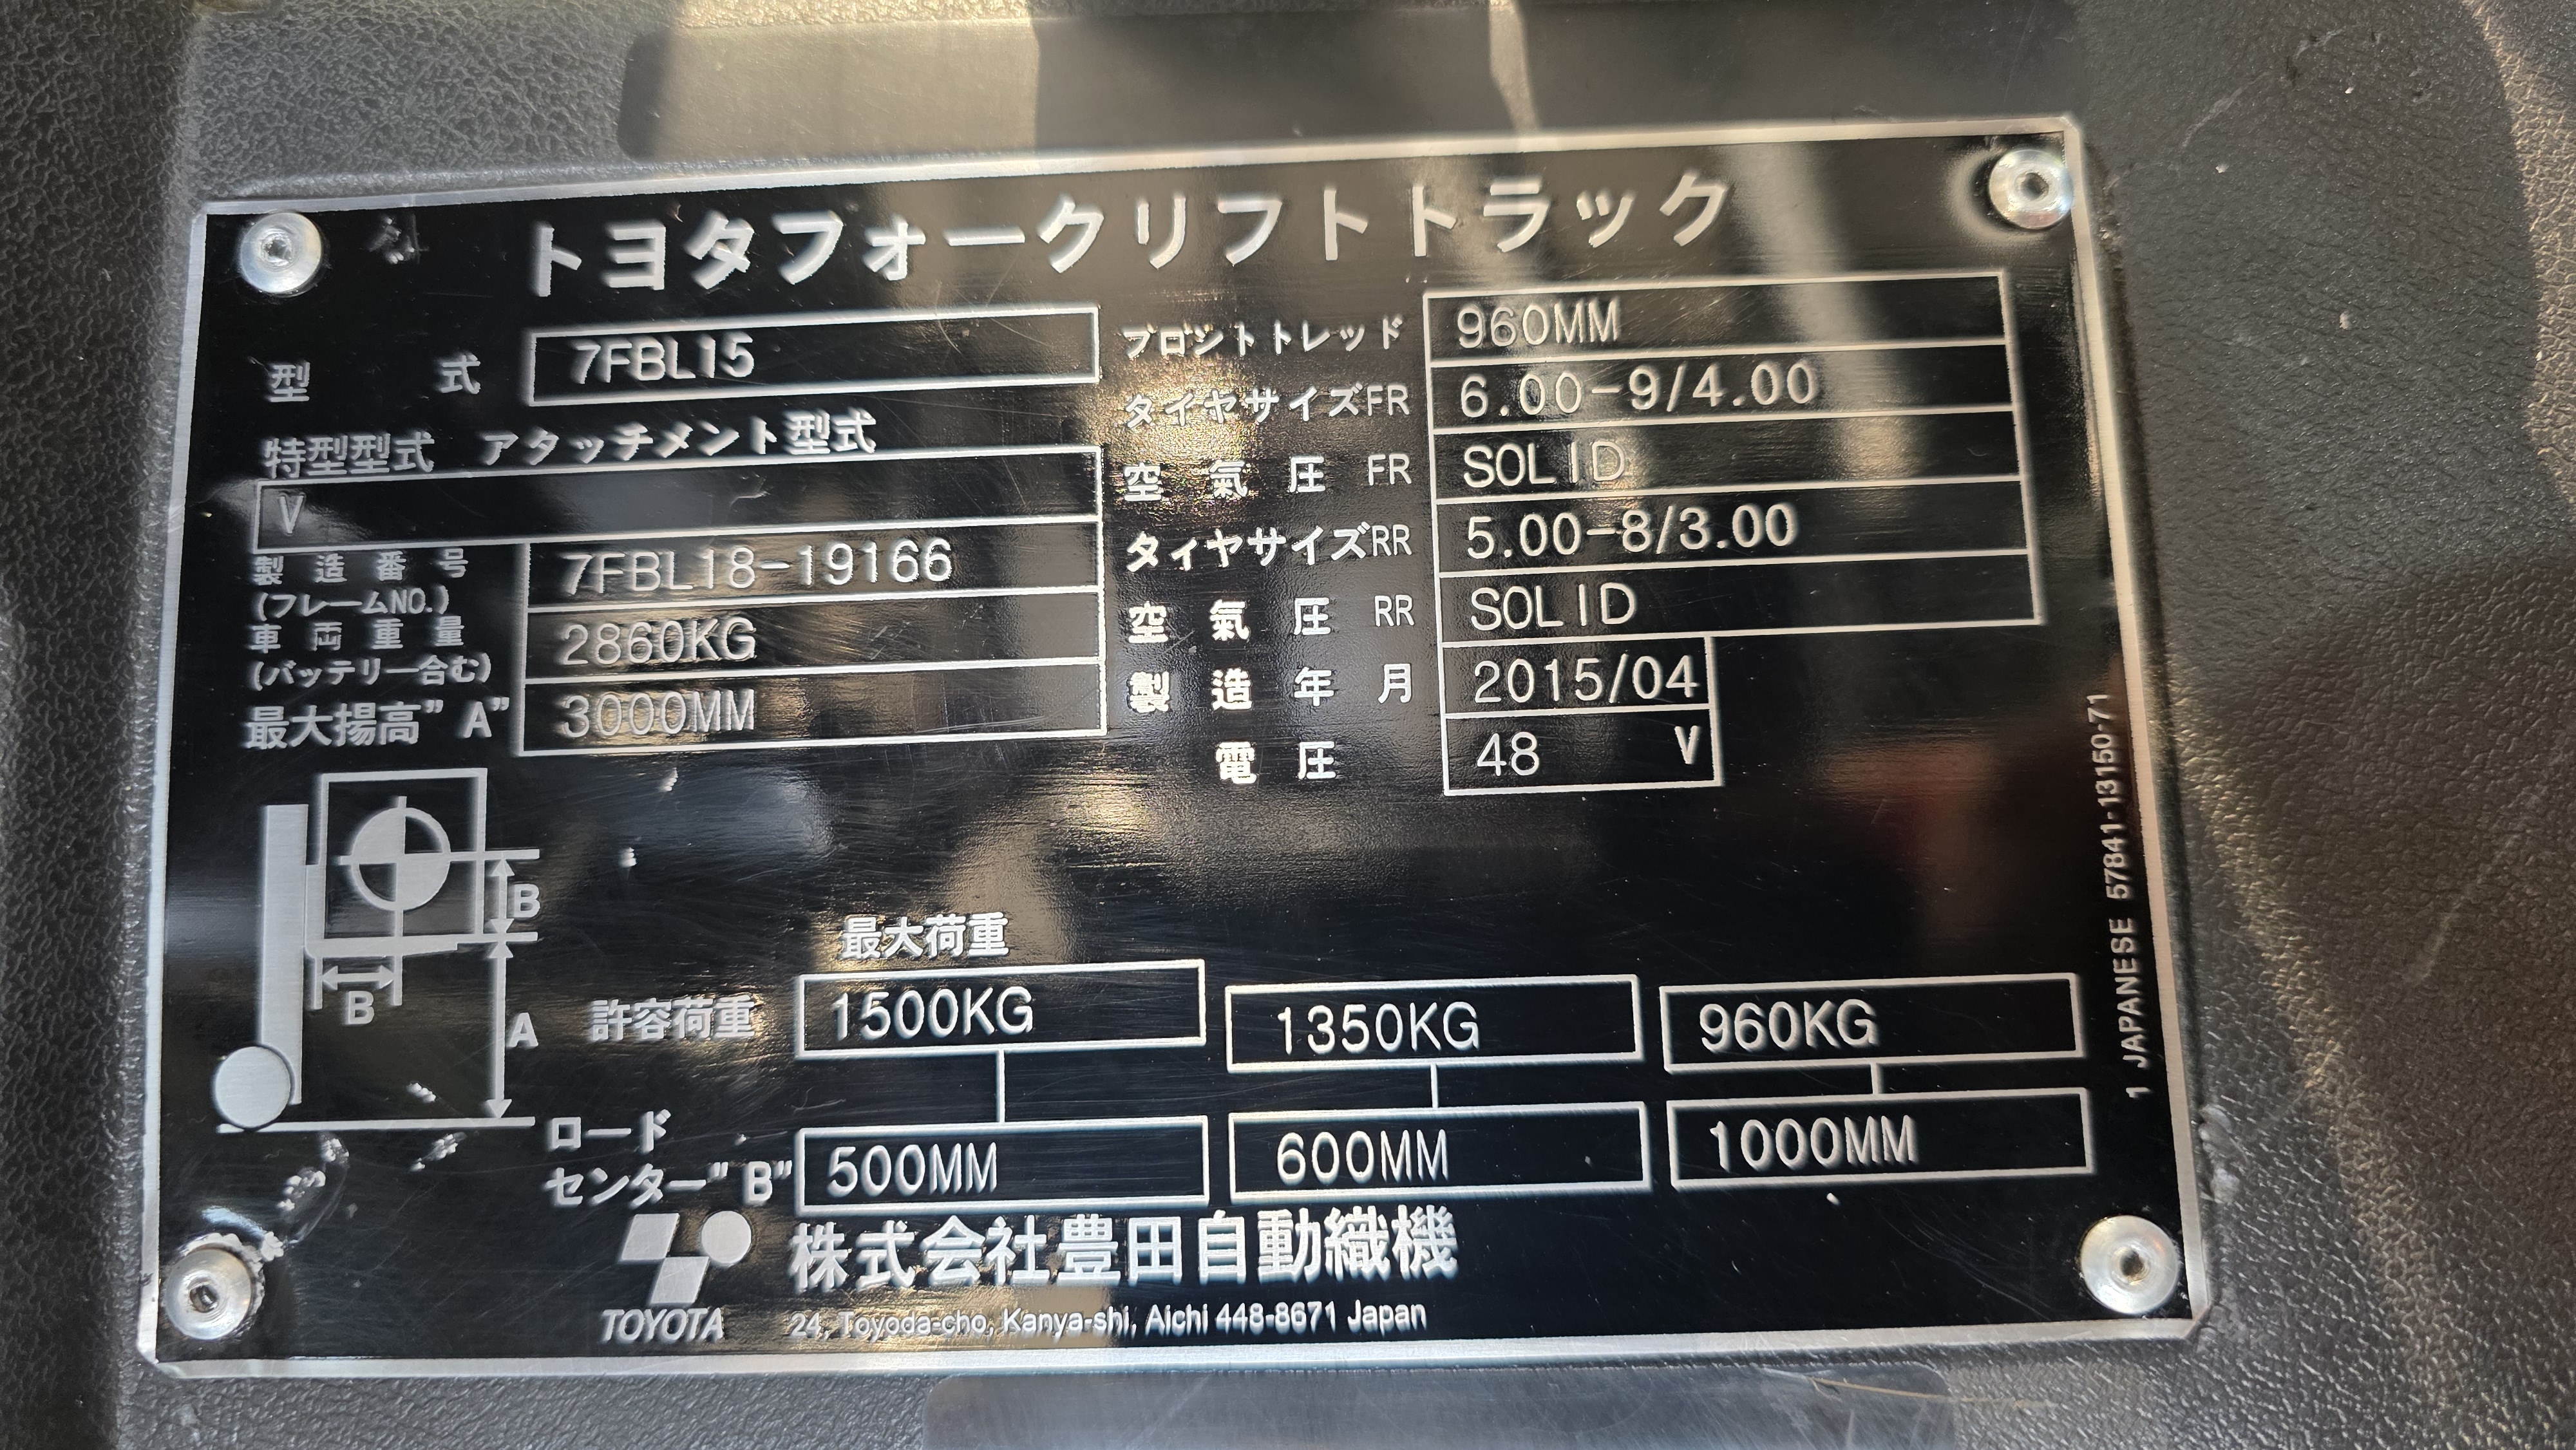 トヨタフォークリフトトラック
型式 7FBL15
特型型式 アタッチメント型式
V
製造番号 7FBL18-19166
(フレームNO.)
車両重量 2860KG
(バッテリー合む)
最大揚高"A" 3000MM
フロントトレッド 960MM
タイヤサイズFR 6.00-9/4.00
空氣圧 FR SOLID
タイヤサイズRR 5.00-8/3.00
空氣圧 RR SOLID
製造年月 2015/04
電圧 48 V
B
B
A
最大荷重
許容荷重 1500KG 1350KG 960KG
ロード
センター"B" 500MM 600MM 1000MM
株式会社豊田自動織機
TOYOTA 24, Toyoda-cho, Kanya-shi, Aichi 448-8671 Japan
1 JAPANESE 57841-13150-71